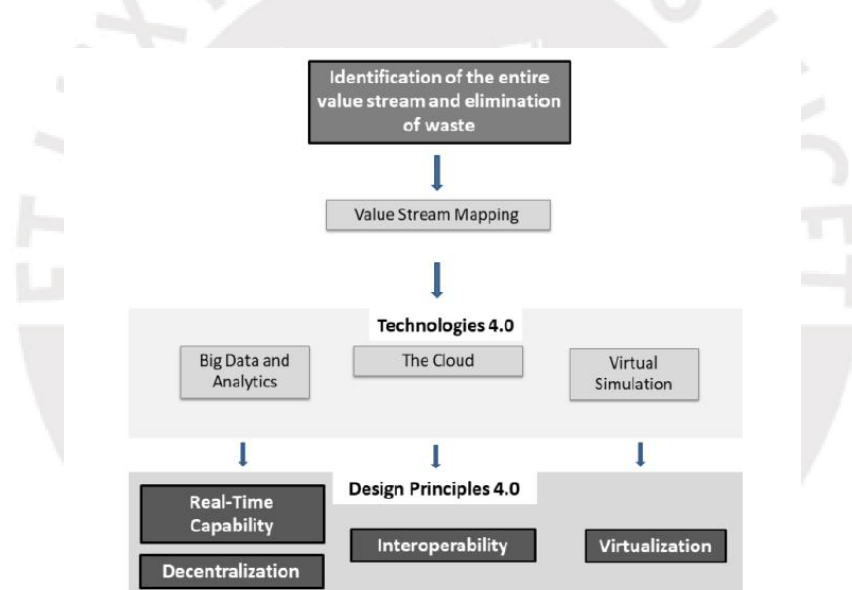 Identification of the entire
value stream and elimination
of waste
Value Stream Mapping
Technologies 4.0
Big Data and
Analytics
The Cloud
Virtual
Simulation
Design Principles 4.0
Real-Time
Capability
Interoperability
Virtualization
Decentralization